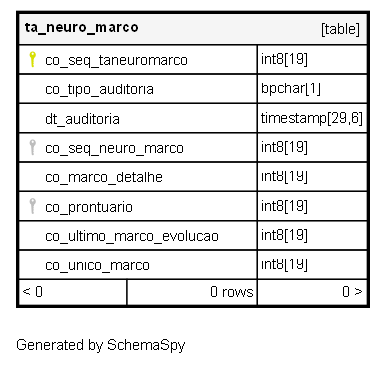 ta_neuro_marco [table]
co_seq_taneuromarco int8[19]
co_tipo_auditoria bpchar[1]
dt_auditoria timestamp[29,6]
co_seq_neuro_marco int8[19]
co_marco_detalhe int8[19]
co_prontuario int8[19]
co_ultimo_marco_evolucao int8[19]
co_unico_marco int8[19]
< 0 0 rows 0 >
Generated by SchemaSpy